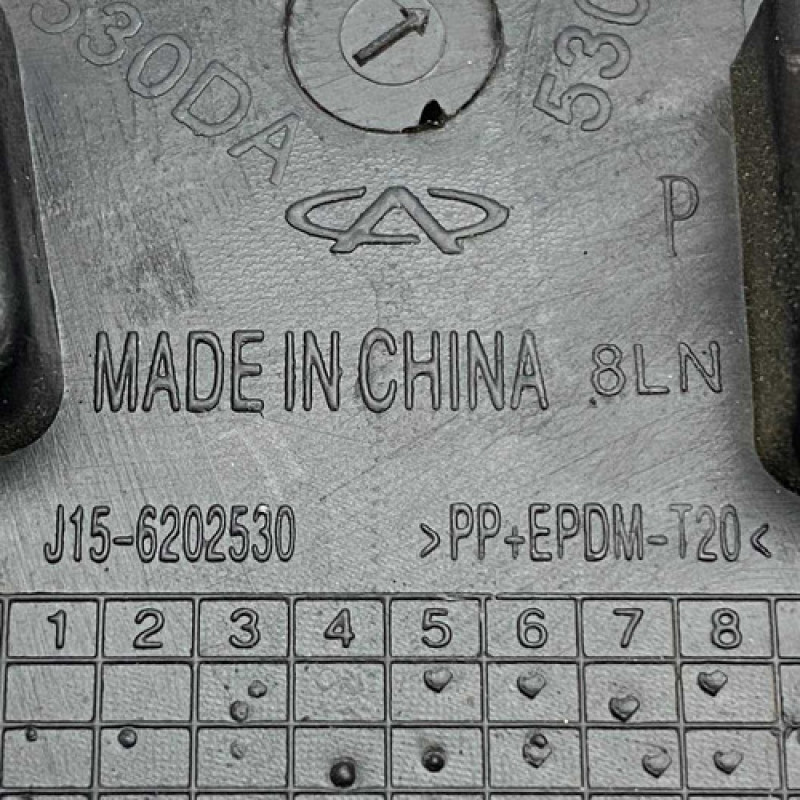 530DA
530
P
MADE IN CHINA 8LN
J15-6202530 >PP+EPDM-T20<
1 2 3 4 5 6 7 8